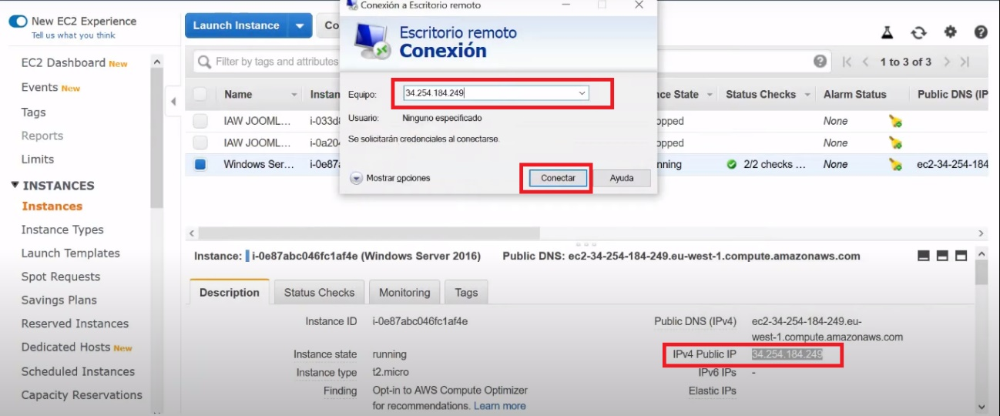 Conexión a Escritorio remoto
New EC2 Experience
Tell us what you think
Launch Instance
Co
Escritorio remoto
Conexión
EC2 Dashboard New
Filter by tags and attributes
1 to 3 of 3
Events New
Tags
Reports
Limits
Name
Instan
Equipo:
34.254.184.249
nce State
Status Checks
Alarm Status
Public DNS (IP
Usuario:
Ninguno especificado
Se solicitarán credenciales al conectarse.
IAW JOOML...
i-033d
opped
None
IAW JOOML...
i-0a204
opped
None
Windows Ser...
i-0e87
nning
2/2 checks ...
None
ec2-34-254-184
Mostrar opciones
Conectar
Ayuda
INSTANCES
Instances
Instance Types
Launch Templates
Spot Requests
Savings Plans
Reserved Instances
Dedicated Hosts New
Scheduled Instances
Capacity Reservations
Instance:
i-0e87abc046fc1af4e (Windows Server 2016)
Public DNS: ec2-34-254-184-249.eu-west-1.compute.amazonaws.com
Description
Status Checks
Monitoring
Tags
Instance ID
i-0e87abc046fc1af4e
Public DNS (IPv4)
ec2-34-254-184-249.eu-
west-1.compute.amazonaws.com
Instance state
running
IPv4 Public IP
34.254.184.249
Instance type
t2.micro
IPv6 IPs
-
Finding
Opt-in to AWS Compute Optimizer
for recommendations. Learn more
Elastic IPs